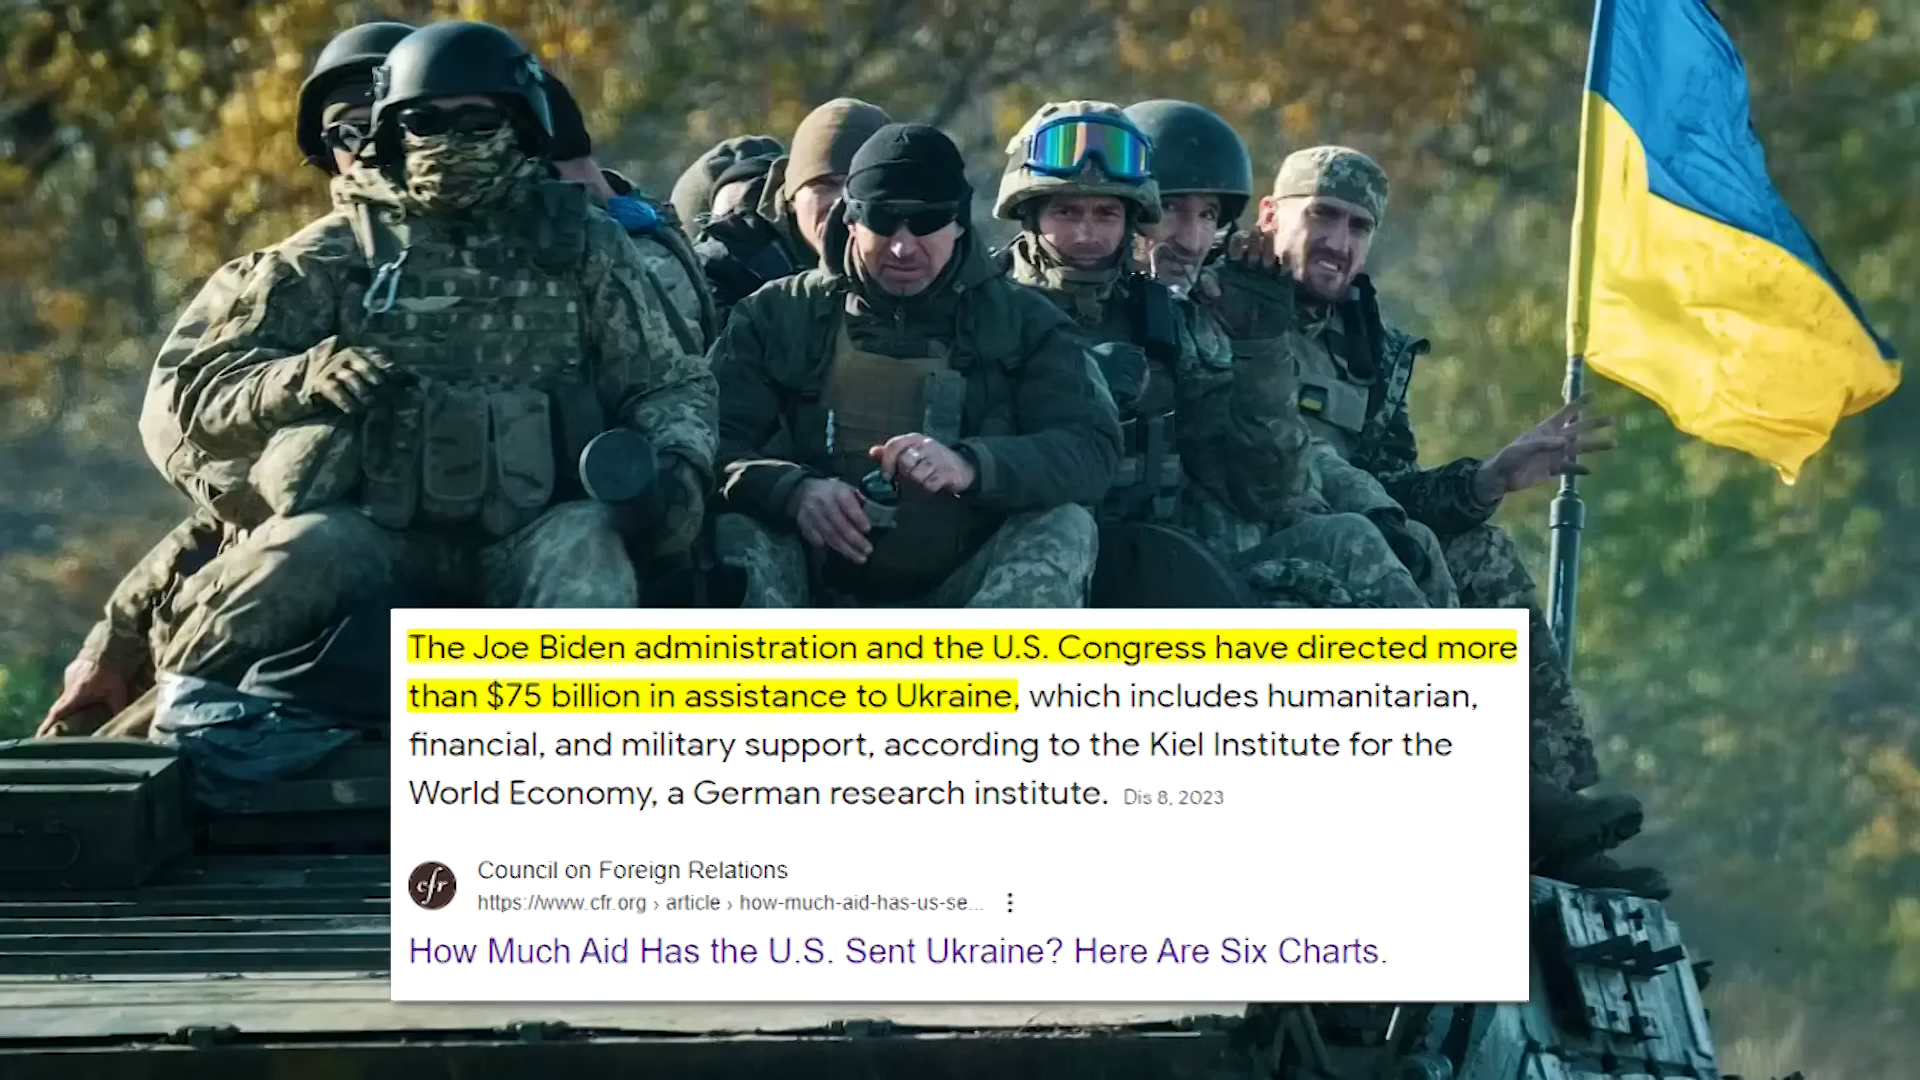 The Joe Biden administration and the U.S. Congress have directed more
than $75 billion in assistance to Ukraine, which includes humanitarian,
financial, and military support, according to the Kiel Institute for the
World Economy, a German research institute. Dis 8, 2023
cfr
Council on Foreign Relations
https://www.cfr.org › article › how-much-aid-has-us-se...
How Much Aid Has the U.S. Sent Ukraine? Here Are Six Charts.